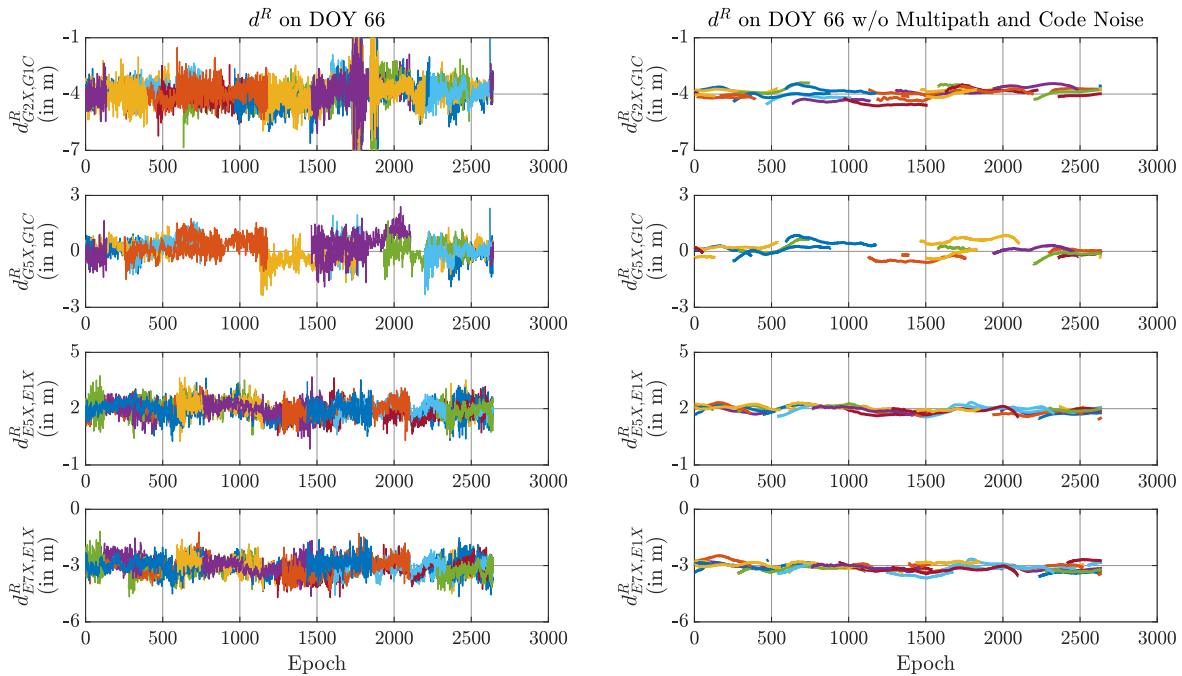 d^R on DOY 66
d^R_{G2X,G1C}
(in m)
-1
-4
-7
0 500 1000 1500 2000 2500 3000
d^R_{G5X,G1C}
(in m)
3
0
-3
0 500 1000 1500 2000 2500 3000
d^R_{E5X,E1X}
(in m)
5
2
-1
0 500 1000 1500 2000 2500 3000
d^R_{E7X,E1X}
(in m)
0
-3
-6
0 500 1000 1500 2000 2500 3000
Epoch
d^R on DOY 66 w/o Multipath and Code Noise
d^R_{G2X,G1C}
(in m)
-1
-4
-7
0 500 1000 1500 2000 2500 3000
d^R_{G5X,G1C}
(in m)
3
0
-3
0 500 1000 1500 2000 2500 3000
d^R_{E5X,E1X}
(in m)
5
2
-1
0 500 1000 1500 2000 2500 3000
d^R_{E7X,E1X}
(in m)
0
-3
-6
0 500 1000 1500 2000 2500 3000
Epoch